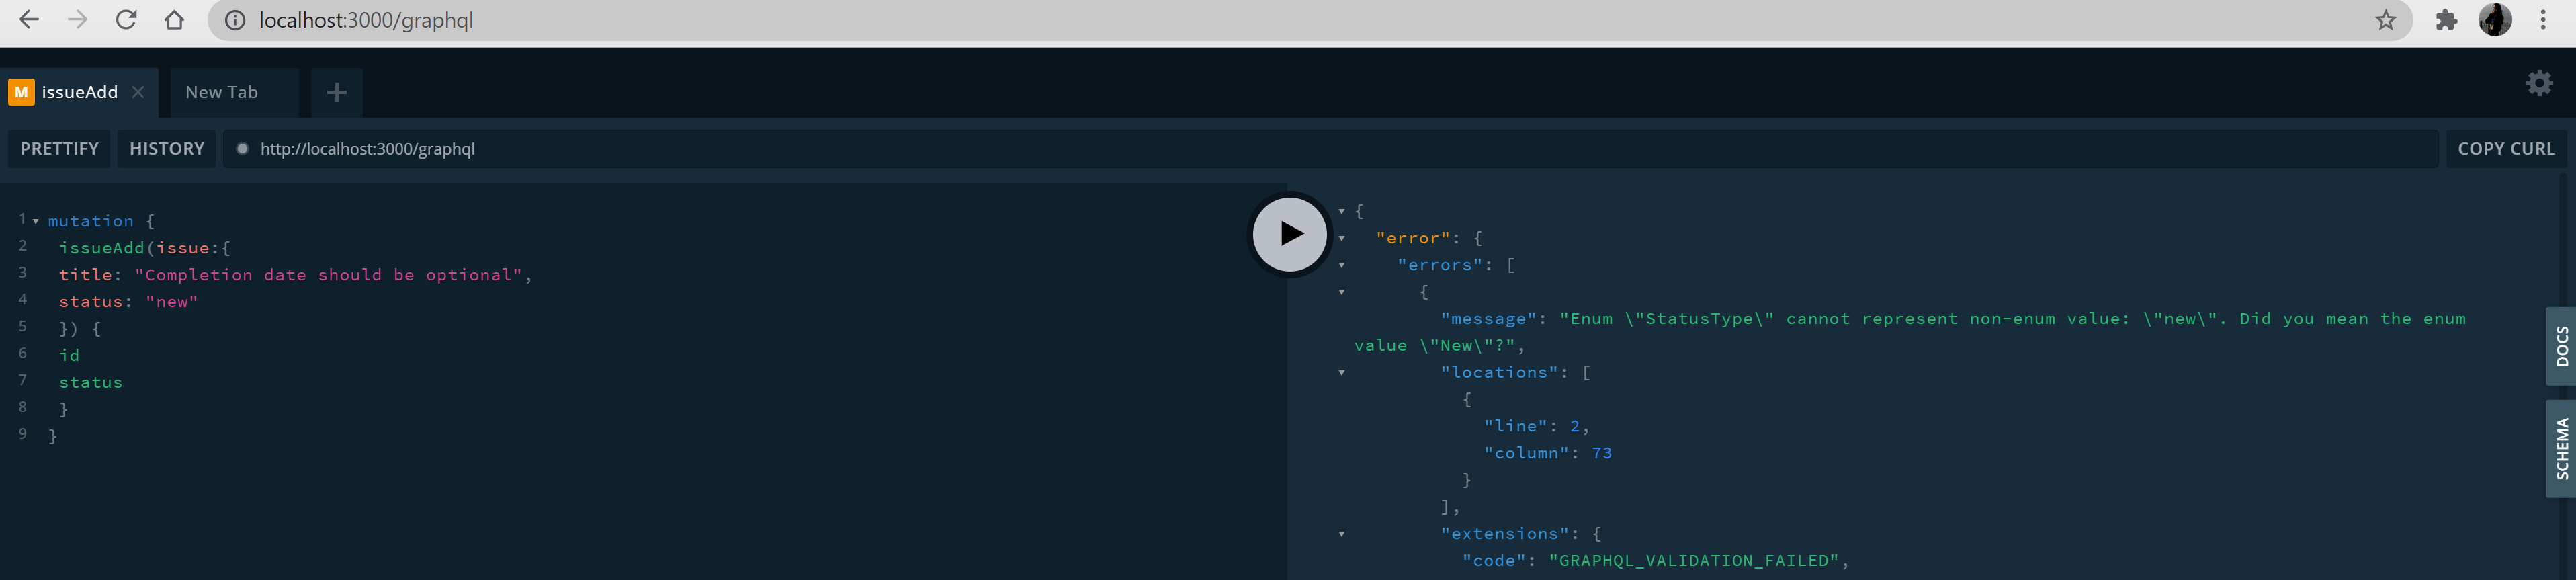 localhost:3000/graphql
M issueAdd
New Tab
PRETTIFY
HISTORY
http://localhost:3000/graphql
COPY CURL
1 mutation {
2 issueAdd(issue:{
3 title: "Completion date should be optional",
4 status: "new"
5 }) {
6 id
7 status
8 }
9 }
{
"error": {
"errors": [
{
"message": "Enum \"StatusType\" cannot represent non-enum value: \"new\". Did you mean the enum
value \"New\"?",
"locations": [
{
"line": 2,
"column": 73
}
],
"extensions": {
"code": "GRAPHQL_VALIDATION_FAILED",
DOCS
SCHEMA